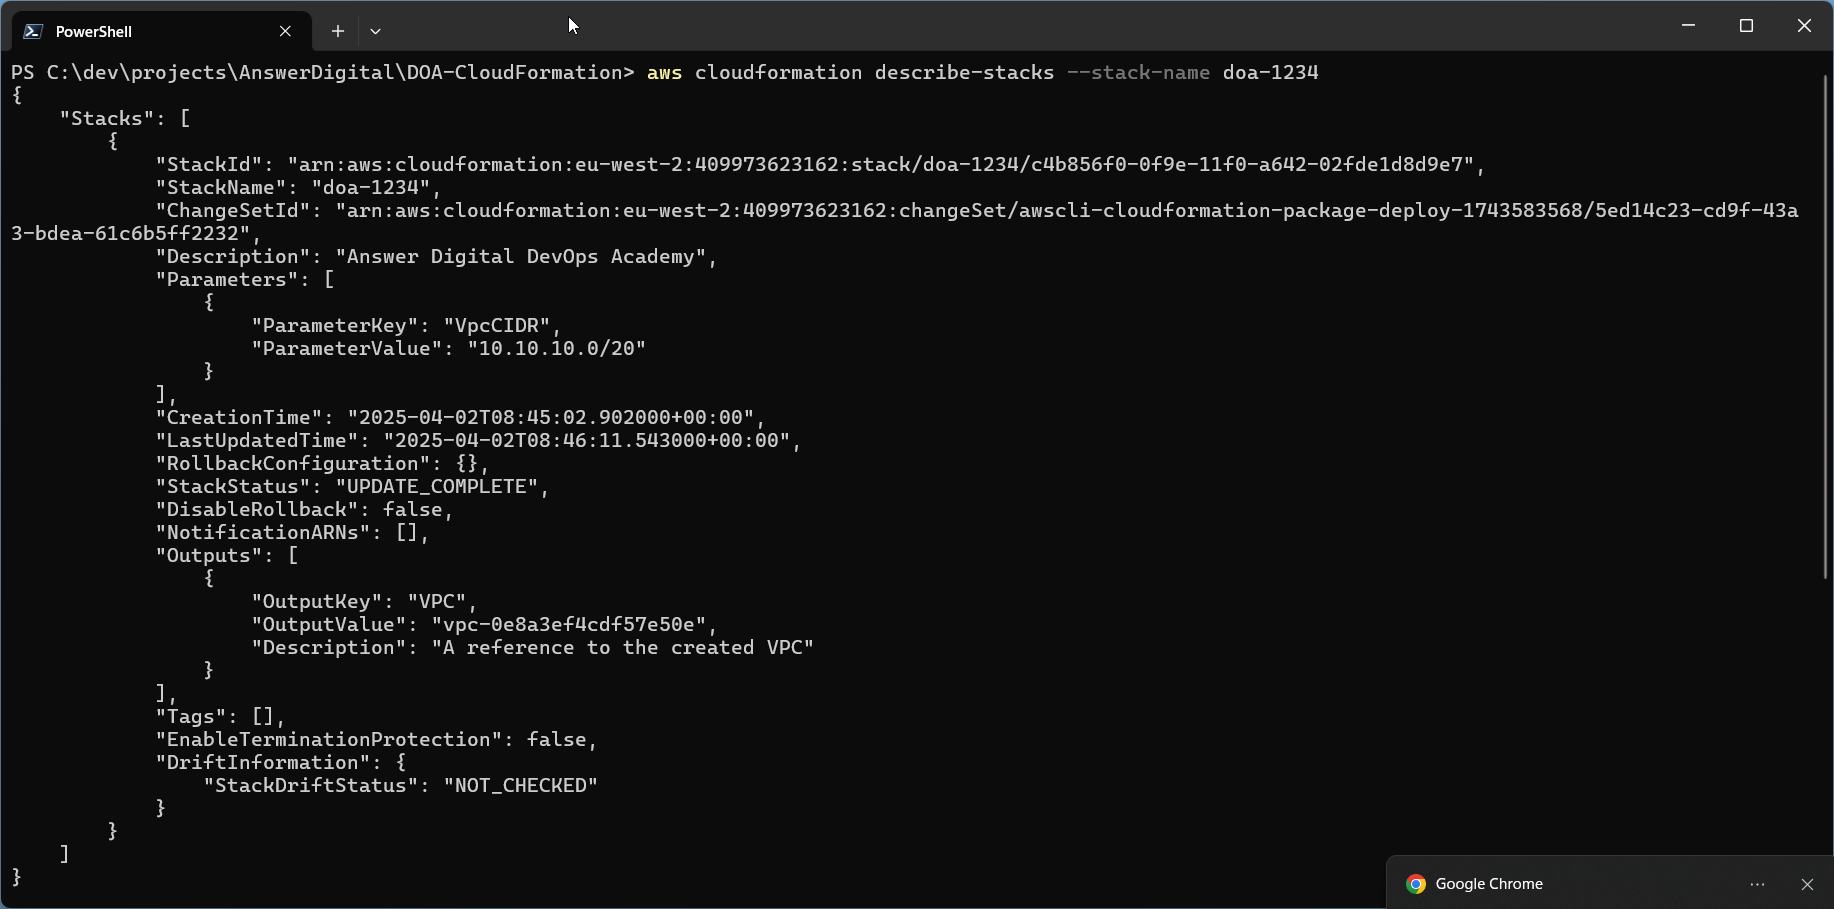 PowerShell
PS C:\dev\projects\AnswerDigital\DOA-CloudFormation> aws cloudformation describe-stacks --stack-name doa-1234
{
    "Stacks": [
        {
            "StackId": "arn:aws:cloudformation:eu-west-2:409973623162:stack/doa-1234/c4b856f0-0f9e-11f0-a642-02fde1d8d9e7",
            "StackName": "doa-1234",
            "ChangeSetId": "arn:aws:cloudformation:eu-west-2:409973623162:changeSet/awscli-cloudformation-package-deploy-1743583568/5ed14c23-cd9f-43a
3-bdea-61c6b5ff2232",
            "Description": "Answer Digital DevOps Academy",
            "Parameters": [
                {
                    "ParameterKey": "VpcCIDR",
                    "ParameterValue": "10.10.10.0/20"
                }
            ],
            "CreationTime": "2025-04-02T08:45:02.902000+00:00",
            "LastUpdatedTime": "2025-04-02T08:46:11.543000+00:00",
            "RollbackConfiguration": {},
            "StackStatus": "UPDATE_COMPLETE",
            "DisableRollback": false,
            "NotificationARNs": [],
            "Outputs": [
                {
                    "OutputKey": "VPC",
                    "OutputValue": "vpc-0e8a3ef4cdf57e50e",
                    "Description": "A reference to the created VPC"
                }
            ],
            "Tags": [],
            "EnableTerminationProtection": false,
            "DriftInformation": {
                "StackDriftStatus": "NOT_CHECKED"
            }
        }
    ]
}
Google Chrome